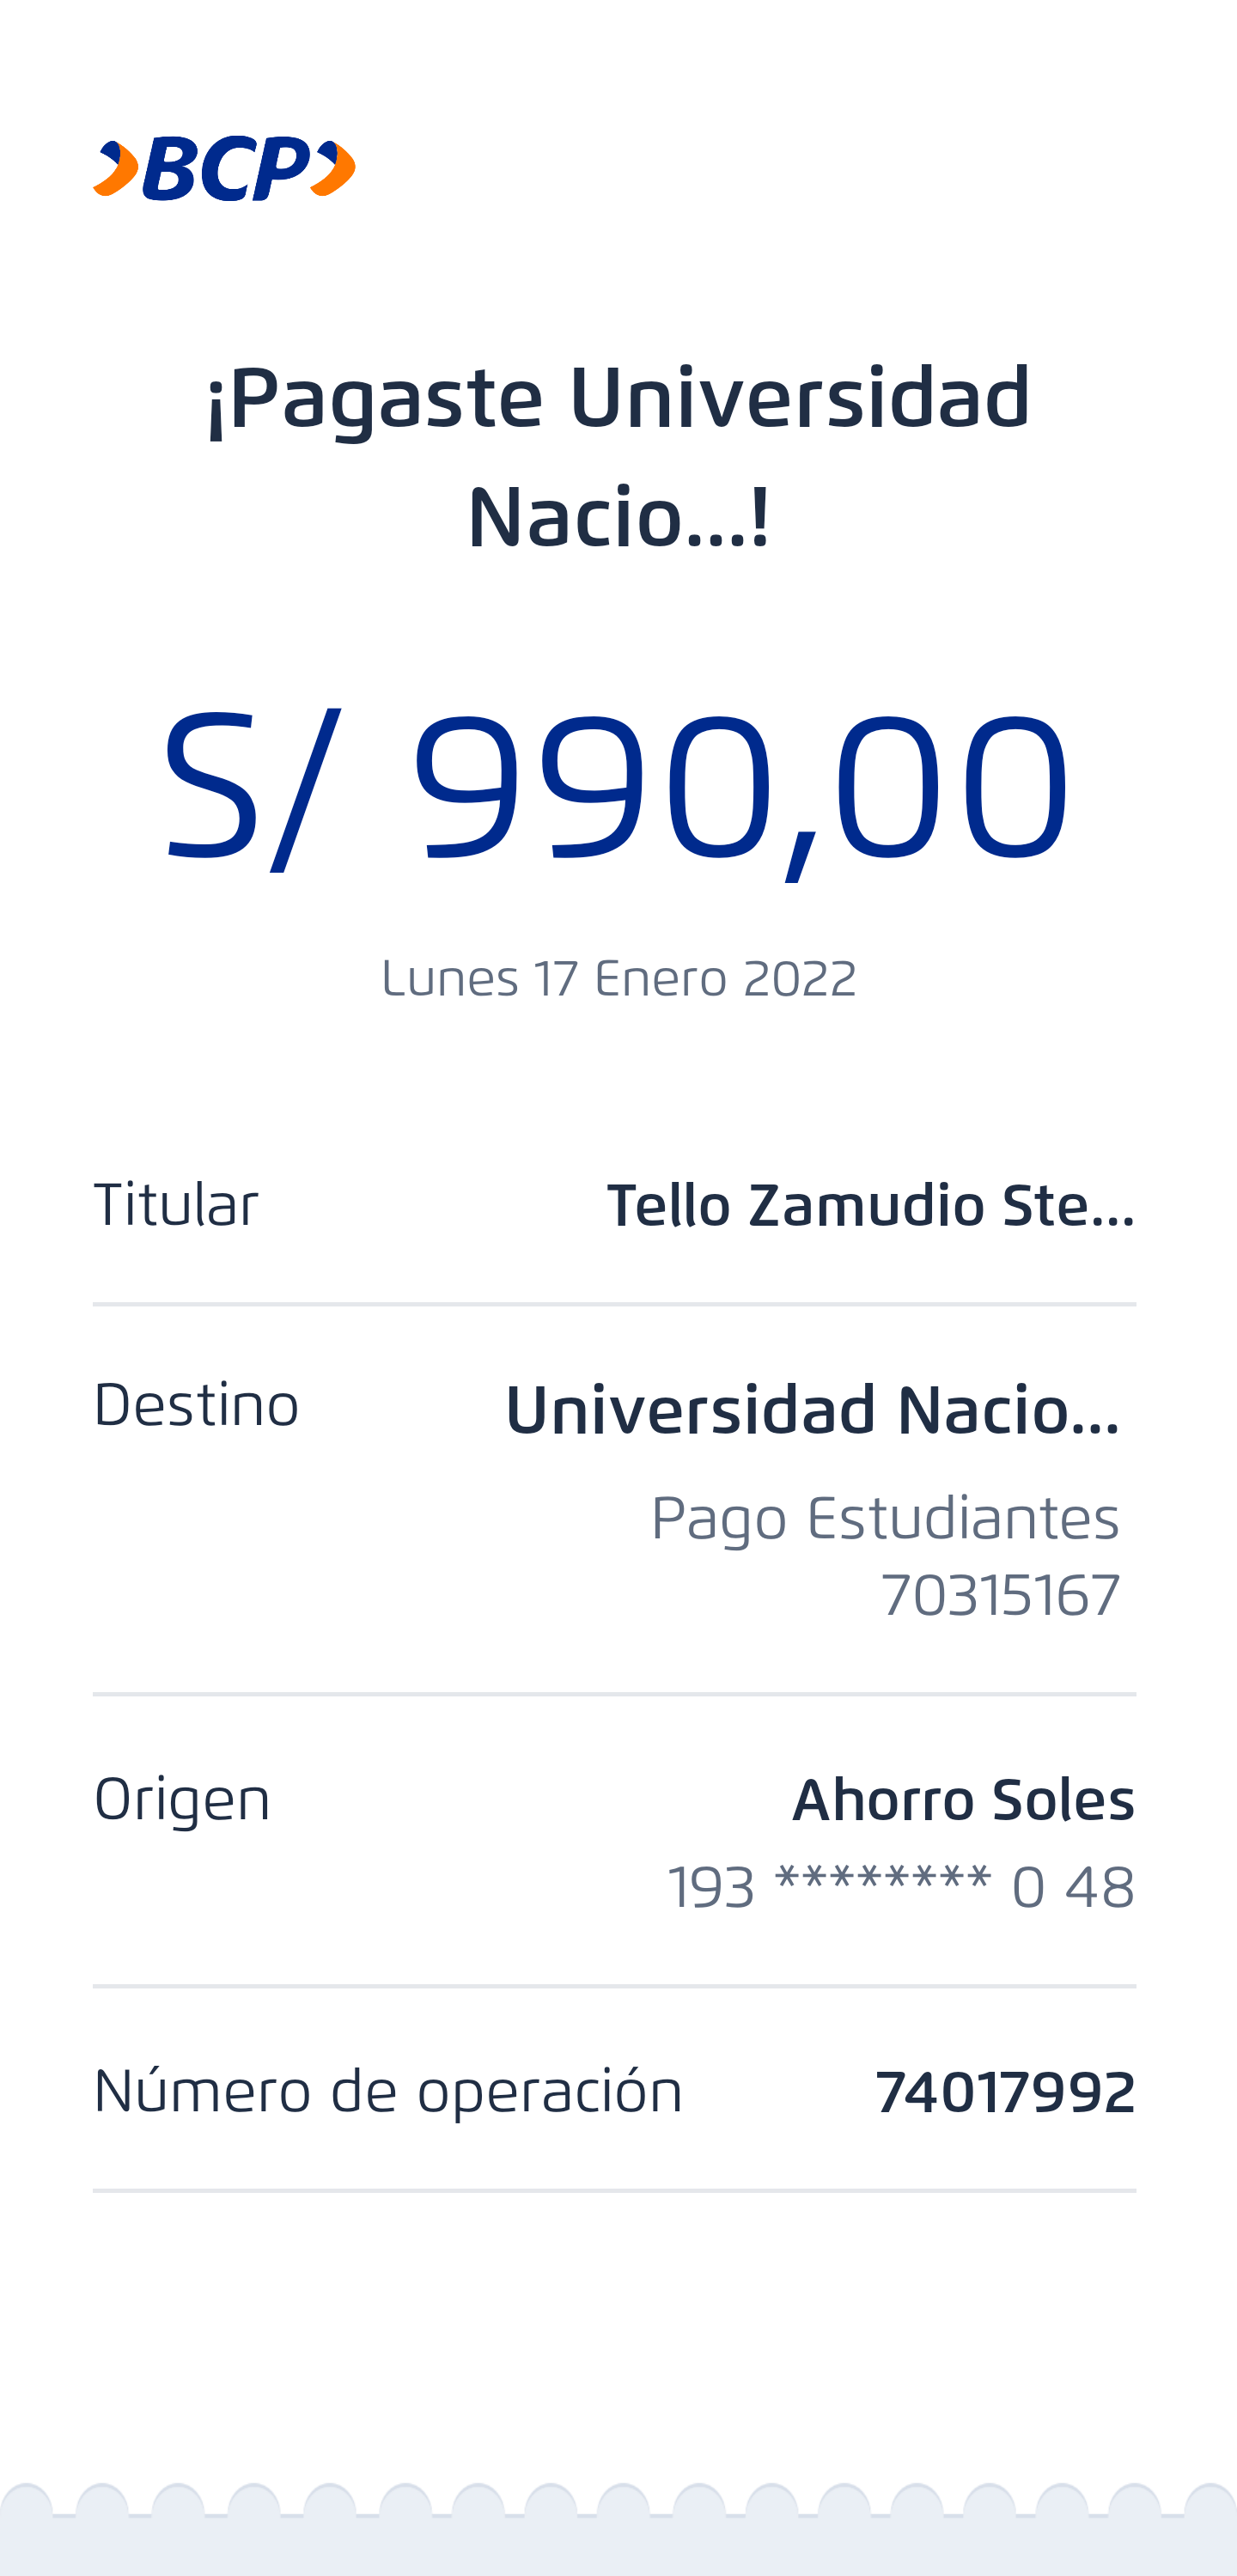 BCP
¡Pagaste Universidad
Nacio...!
S/ 990,00
Lunes 17 Enero 2022
Titular
Tello Zamudio Ste...
Destino
Universidad Nacio...
Pago Estudiantes
70315167
Origen
Ahorro Soles
193 ******** 0 48
Número de operación
74017992